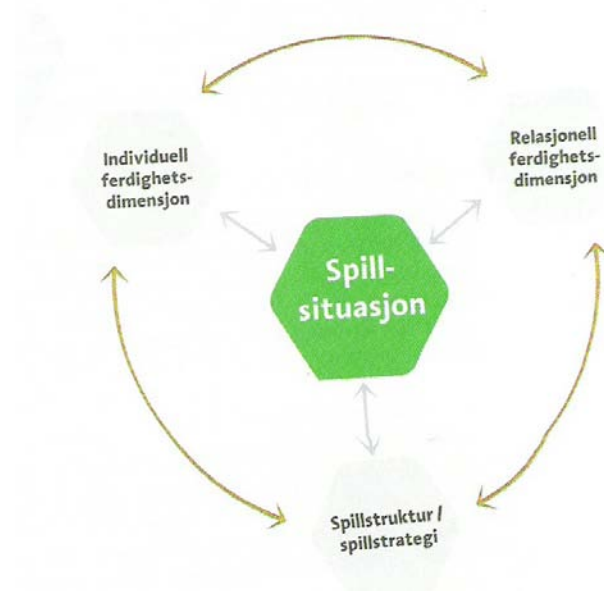 Individuell
ferdighets-
dimensjon
Relasjonell
ferdighets-
dimensjon
Spill-
situasjon
Spillstruktur /
spillstrategi